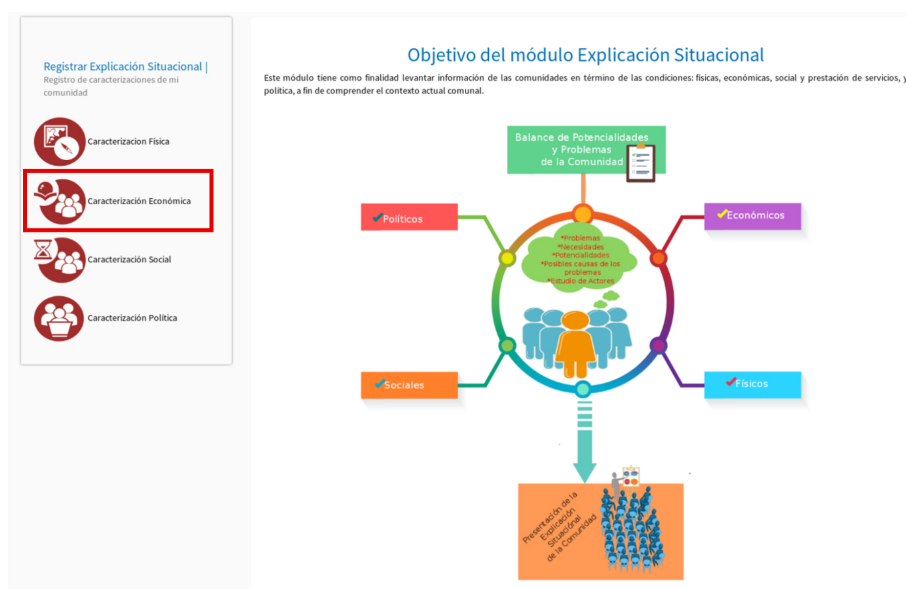 Registrar Explicación Situacional |
Registro de caracterizaciones de mi
comunidad
Caracterizacion Física
Caracterización Económica
Caracterización Social
Caracterización Política
Objetivo del módulo Explicación Situacional
Este módulo tiene como finalidad levantar información de las comunidades en término de las condiciones: físicas, económicas, social y prestación de servicios, y
política, a fin de comprender el contexto actual comunal.
Balance de Potencialidades
y Problemas
de la Comunidad
Políticos
Económicos
*Problemas
*Necesidades
*Potencialidades
*Posibles causas de los
problemas
*Estudio de Actores
Sociales
Físicos
Presentación de la
Explicación
Situaciónal
de la Comunidad